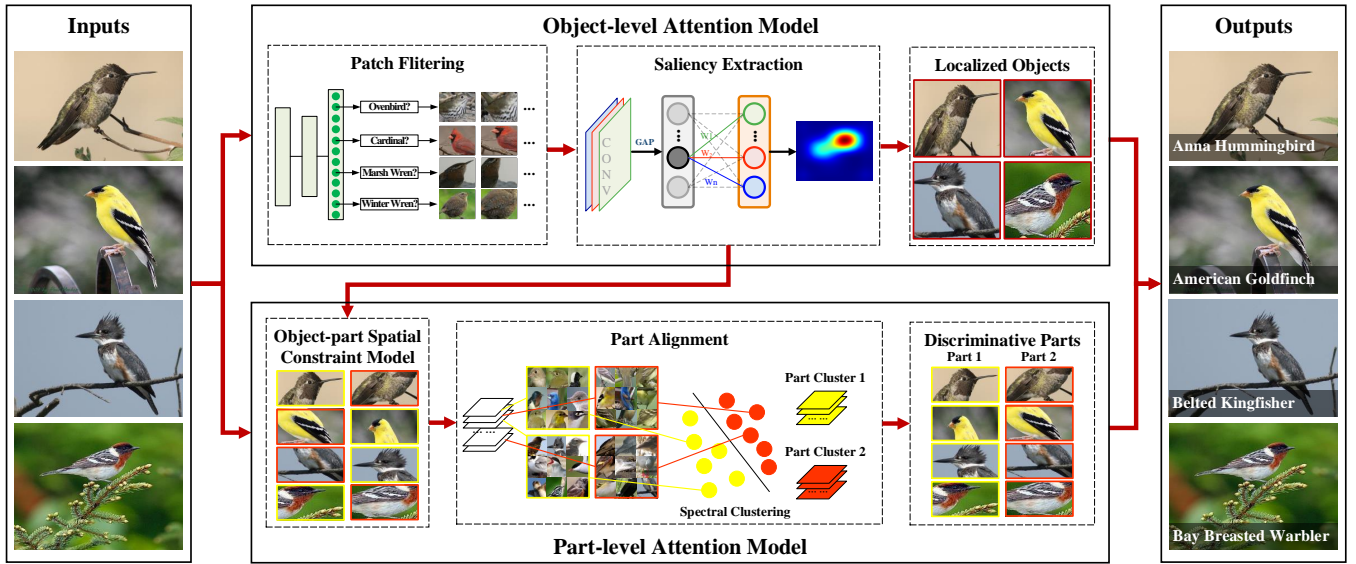 Inputs
Object-level Attention Model
Patch Flitering
Ovenbird?
Cardinal?
Marsh Wren?
Winter Wren?
...
...
...
...
Saliency Extraction
CONV
GAP
W1
W2
Wn
Localized Objects
Object-part Spatial
Constraint Model
Part Alignment
Spectral Clustering
Part Cluster 1
Part Cluster 2
Discriminative Parts
Part 1 Part 2
Part-level Attention Model
Outputs
Anna Hummingbird
American Goldfinch
Belted Kingfisher
Bay Breasted Warbler